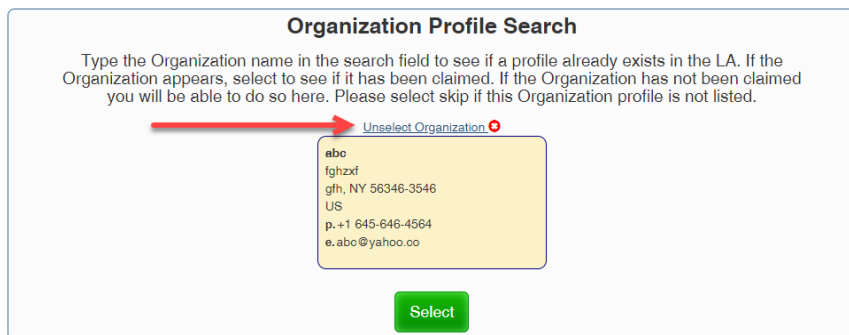 Organization Profile Search
Type the Organization name in the search field to see if a profile already exists in the LA. If the
Organization appears, select to see if it has been claimed. If the Organization has not been claimed
you will be able to do so here. Please select skip if this Organization profile is not listed.
Unselect Organization
abc
fghzxf
gfh, NY 56346-3546
US
p.+1 645-646-4564
e.abc@yahoo.co
Select